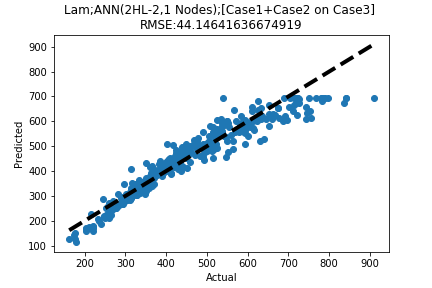 Lam;ANN(2HL-2,1 Nodes);[Case1+Case2 on Case3]
RMSE:44.14641636674919
900
800
700
600
500
400
300
200
100
Predicted
200 300 400 500 600 700 800 900
Actual